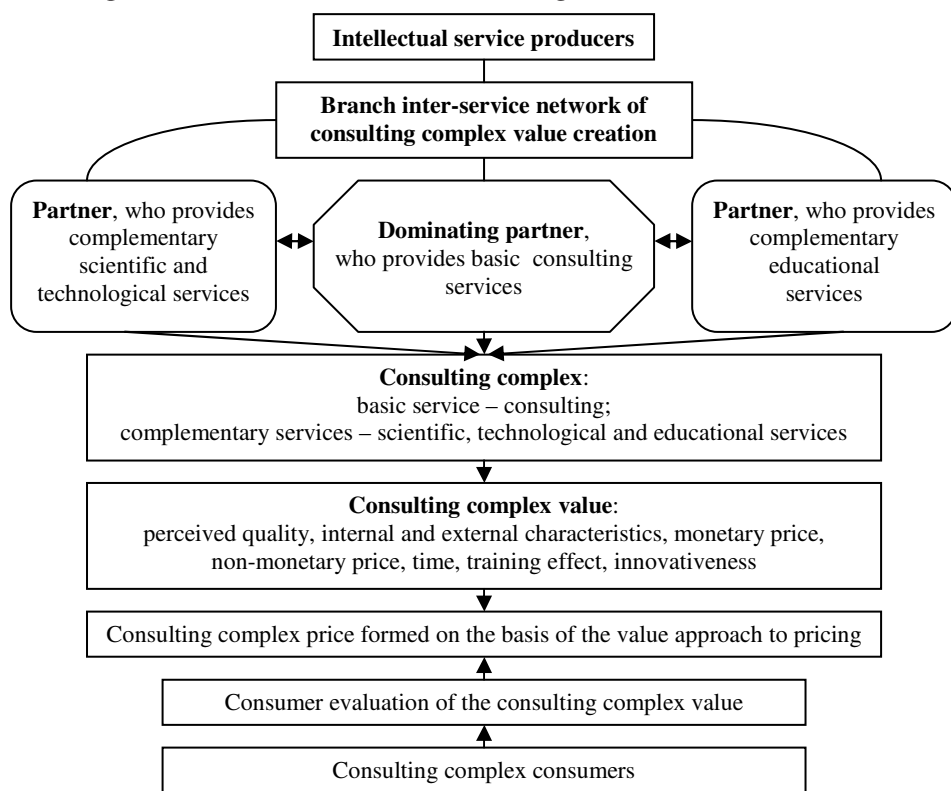 Intellectual service producers
Branch inter-service network of
consulting complex value creation
Partner, who provides
complementary
scientific and
technological services
Dominating partner,
who provides basic consulting
services
Partner, who provides
complementary
educational
services
Consulting complex:
basic service – consulting;
complementary services – scientific, technological and educational services
Consulting complex value:
perceived quality, internal and external characteristics, monetary price,
non-monetary price, time, training effect, innovativeness
Consulting complex price formed on the basis of the value approach to pricing
Consumer evaluation of the consulting complex value
Consulting complex consumers